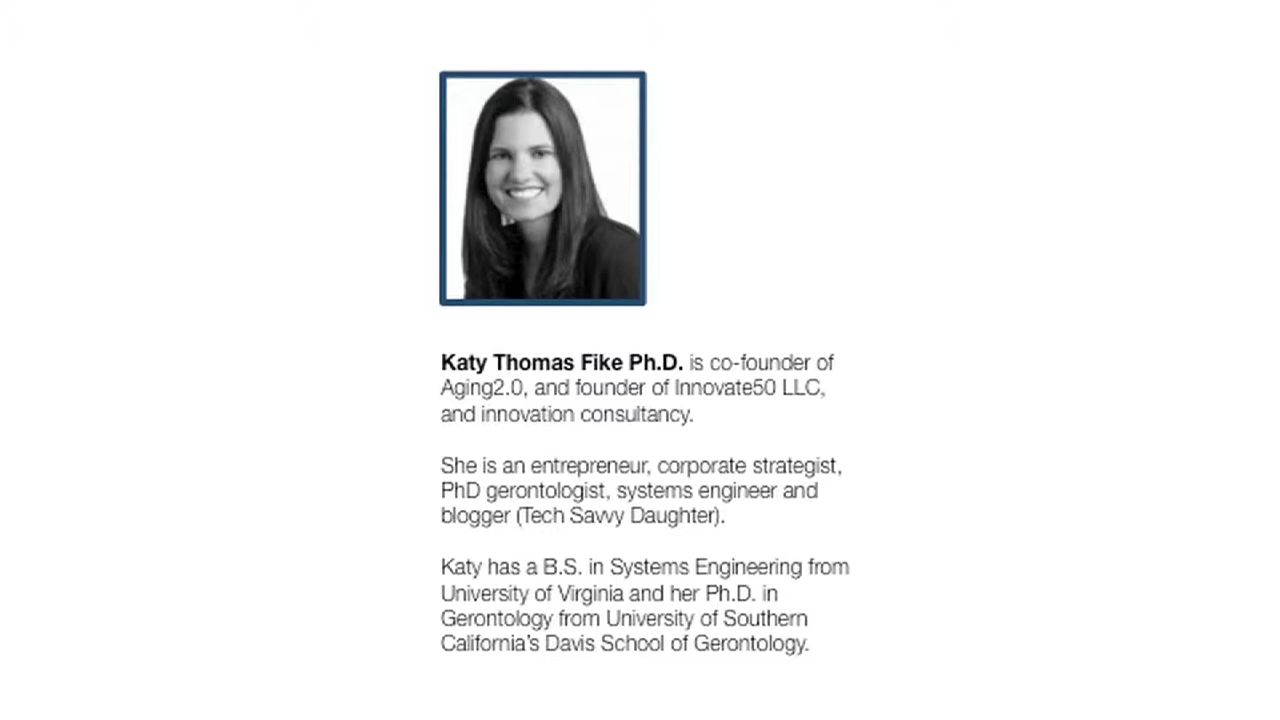 Katy Thomas Fike Ph.D. is co-founder of
Aging2.0, and founder of Innovate50 LLC,
and innovation consultancy.
She is an entrepreneur, corporate strategist,
PhD gerontologist, systems engineer and
blogger (Tech Savvy Daughter).
Katy has a B.S. in Systems Engineering from
University of Virginia and her Ph.D. in
Gerontology from University of Southern
California's Davis School of Gerontology.